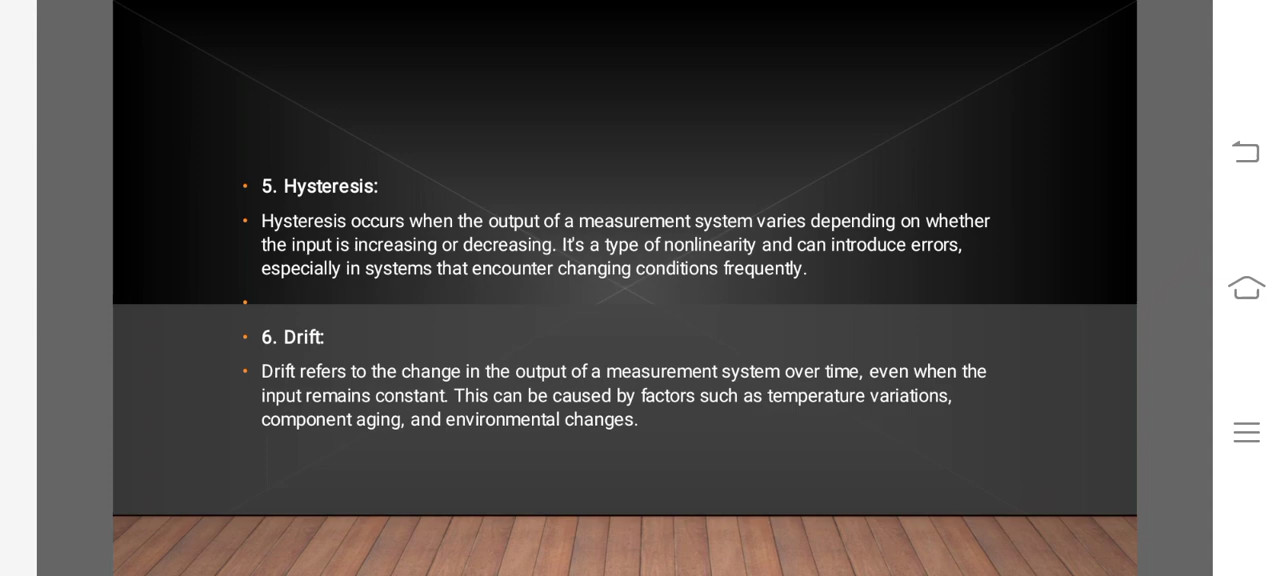 5. Hysteresis:
Hysteresis occurs when the output of a measurement system varies depending on whether
the input is increasing or decreasing. It's a type of nonlinearity and can introduce errors,
especially in systems that encounter changing conditions frequently.
6. Drift:
Drift refers to the change in the output of a measurement system over time, even when the
input remains constant. This can be caused by factors such as temperature variations,
component aging, and environmental changes.